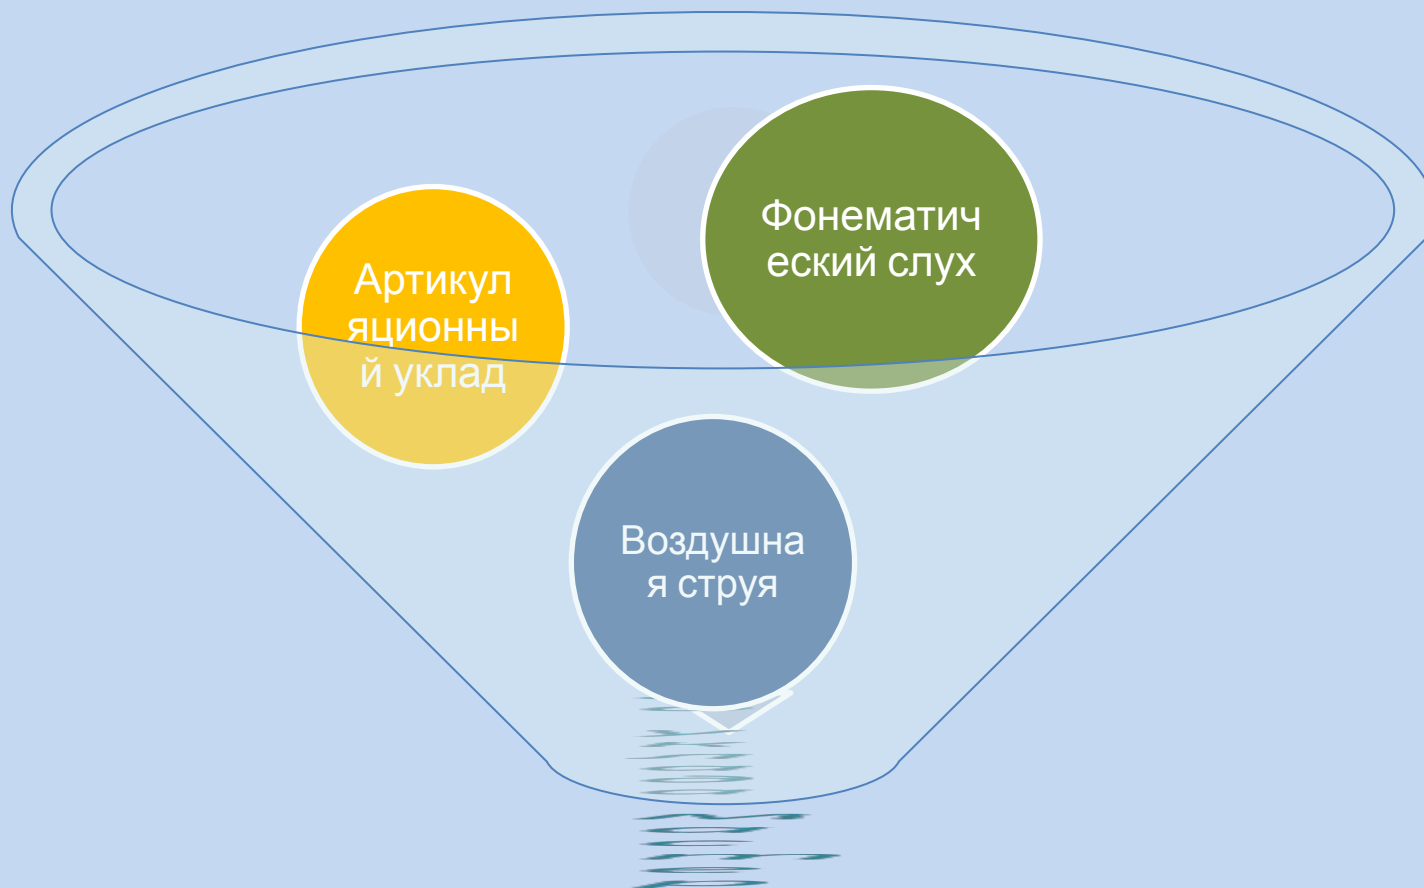 Фонематич
еский слух
Артикул
яционны
й уклад
Воздушна
я струя